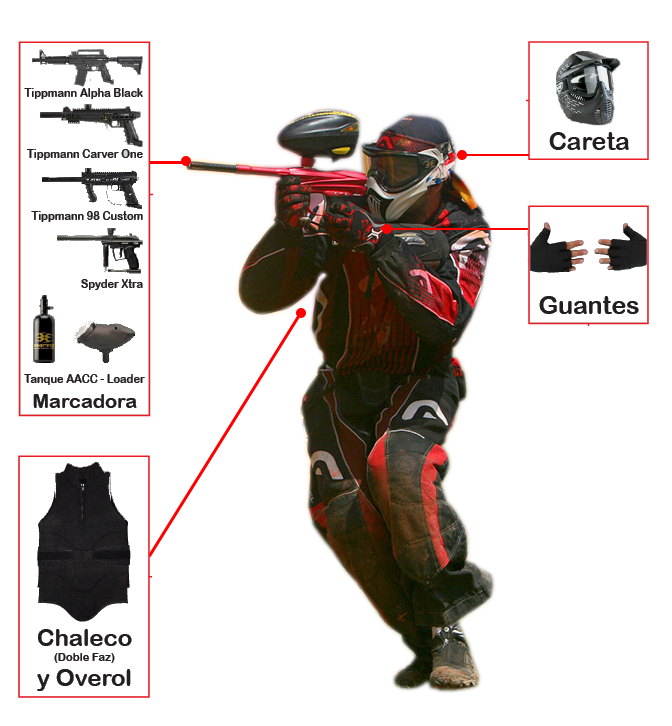 Tippmann Alpha Black
Tippmann Carver One
Tippmann 98 Custom
Spyder Xtra
Tanque AACC - Loader
Marcadora
Careta
Guantes
Chaleco
(Doble Faz)
y Overol